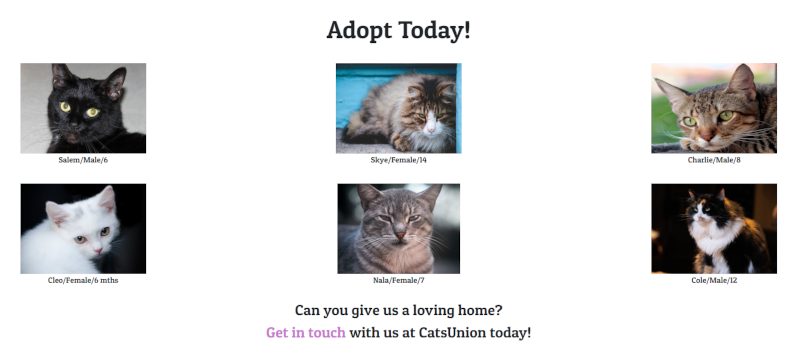 Adopt Today!
Salem/Male/6
Skye/Female/14
Charlie/Male/8
Cleo/Female/6 mths
Nala/Female/7
Cole/Male/12
Can you give us a loving home?
Get in touch with us at CatsUnion today!